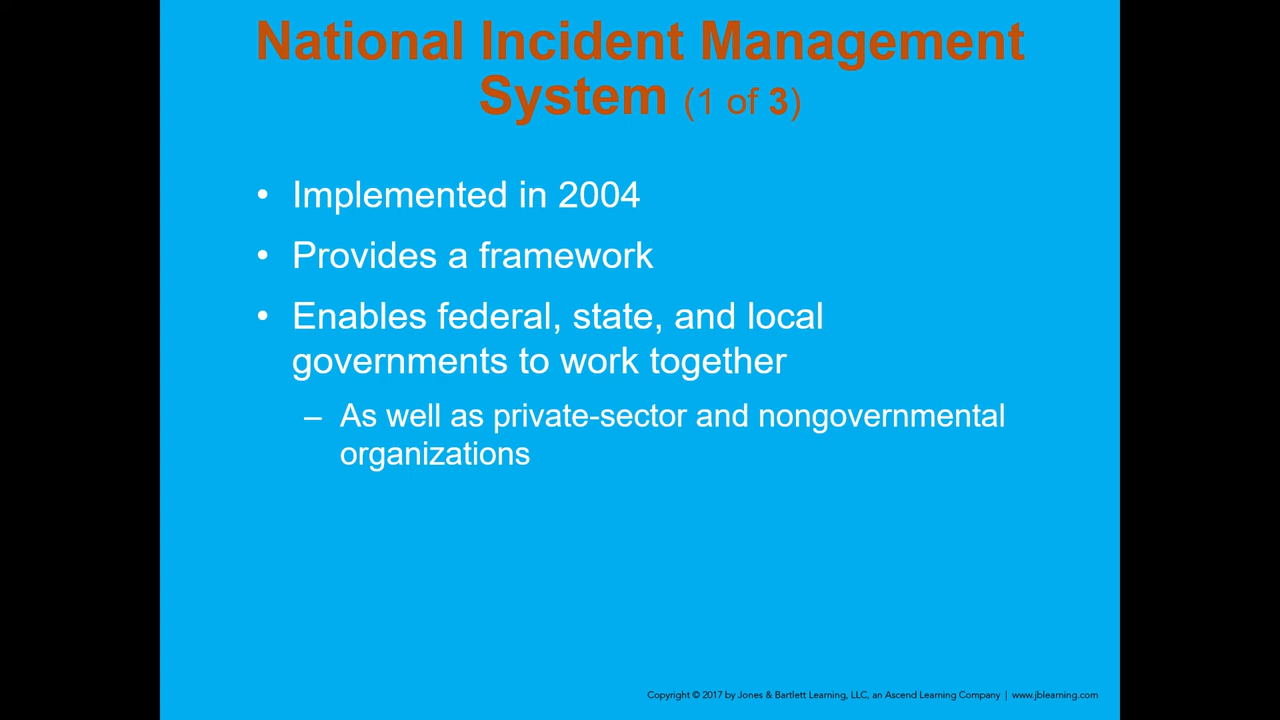 National Incident Management
System (1 of 3)
• Implemented in 2004
• Provides a framework
• Enables federal, state, and local
governments to work together
– As well as private-sector and nongovernmental
organizations
Copyright © 2017 by Jones & Bartlett Learning, LLC, an Ascend Learning Company | www.jblearning.com